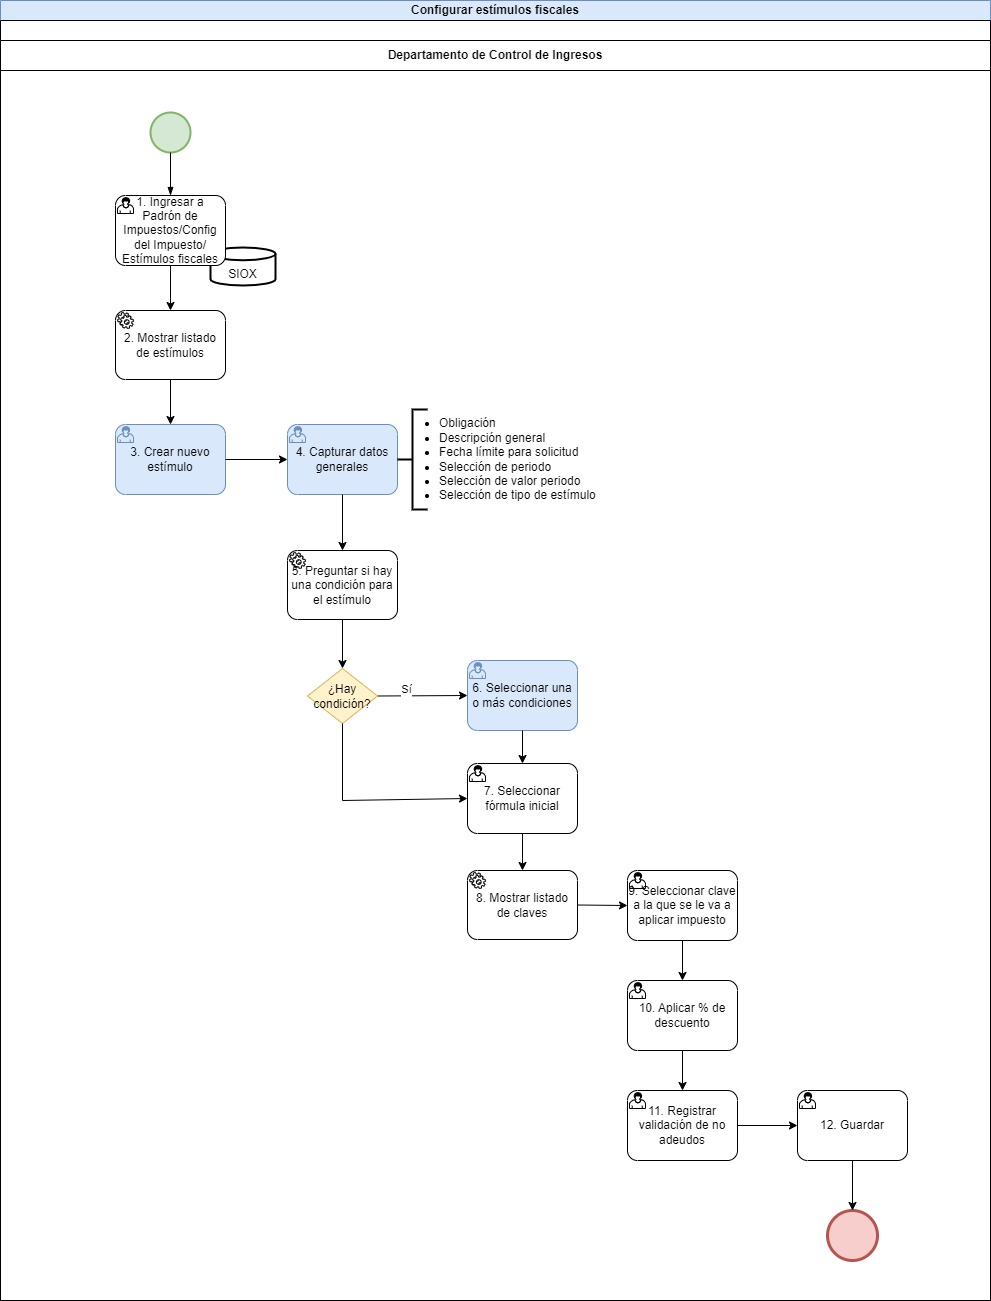 Configurar estímulos fiscales
Departamento de Control de Ingresos
1. Ingresar a
Padrón de
Impuestos/Config
del Impuesto/
Estímulos fiscales
SIOX
2. Mostrar listado
de estímulos
3. Crear nuevo
estímulo
4. Capturar datos
generales
• Obligación
• Descripción general
• Fecha límite para solicitud
• Selección de periodo
• Selección de valor periodo
• Selección de tipo de estímulo
5. Preguntar si hay
una condición para
el estímulo
¿Hay
condición?
Sí
6. Seleccionar una
o más condiciones
7. Seleccionar
fórmula inicial
8. Mostrar listado
de claves
9. Seleccionar clave
a la que se le va a
aplicar impuesto
10. Aplicar % de
descuento
11. Registrar
validación de no
adeudos
12. Guardar